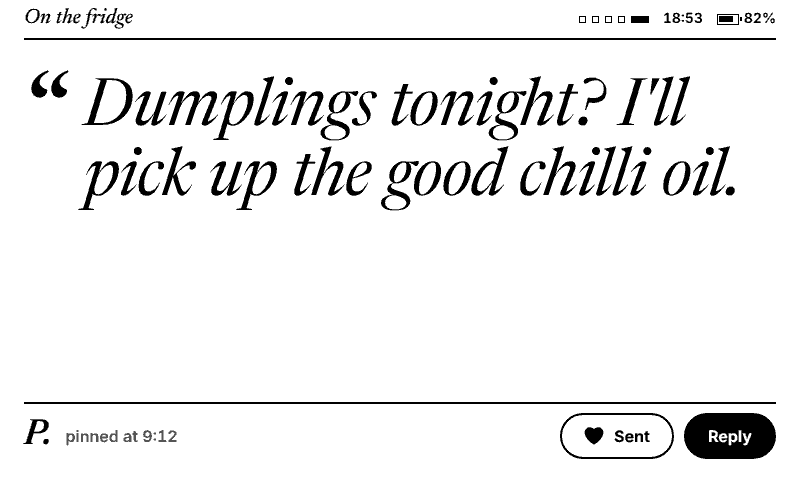 On the fridge
18:53 82%
“ Dumplings tonight? I'll
pick up the good chilli oil.
P. pinned at 9:12
Sent
Reply